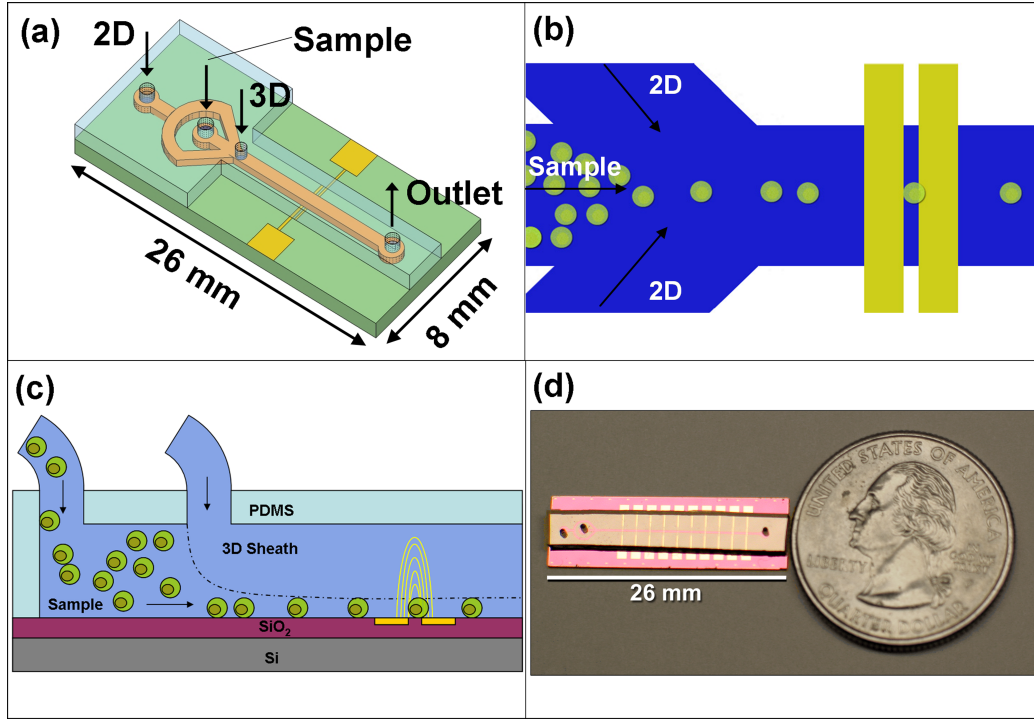 (a)
2D
Sample
3D
Outlet
26 mm
8 mm
(b)
2D
Sample
2D
(c)
PDMS
3D Sheath
Sample
SiO₂
Si
(d)
UNITED STATES OF AMERICA
LIBERTY
QUARTER DOLLAR
26 mm